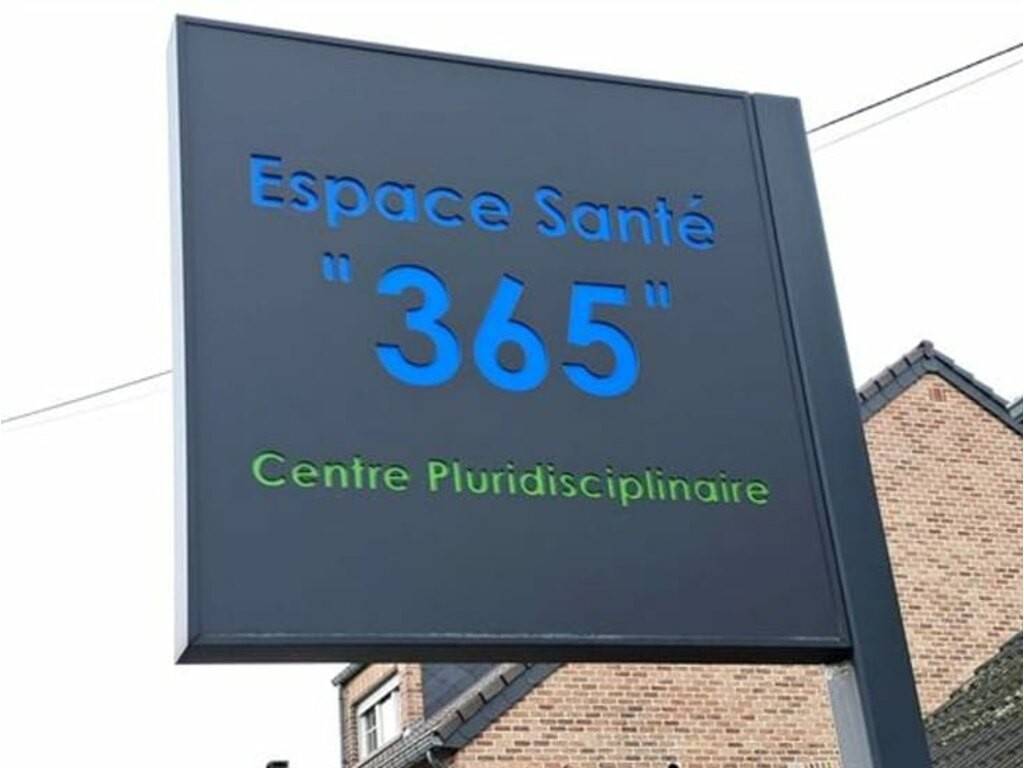 Espace Santé
"365"
Centre Pluridisciplinaire